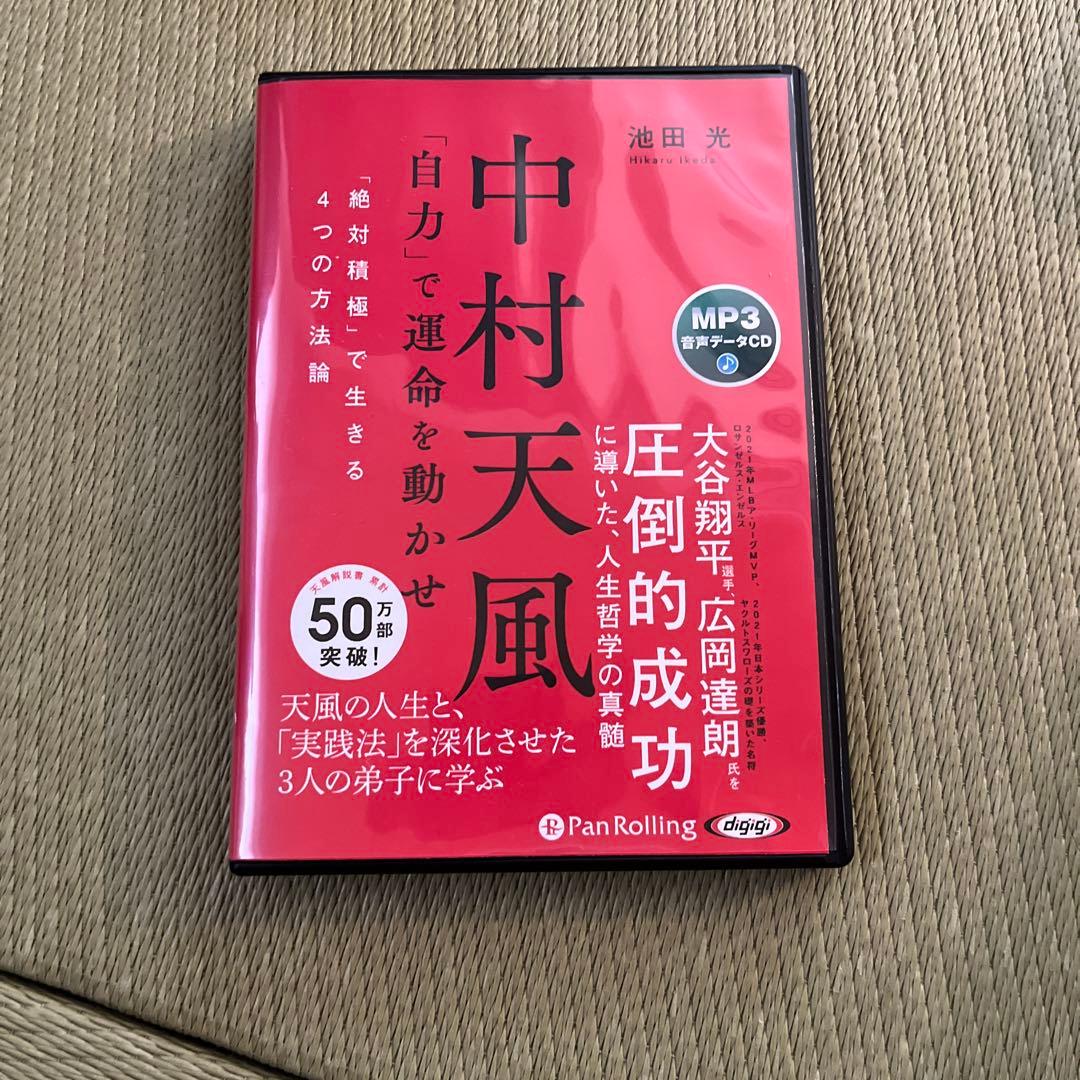 池田 光
Hikaru Ikeda
中村天風
「自力」で運命を動かせ
「絶対積極」で生きる
4つの方法論
MP3
音声データCD
2021年MLBア・リーグMVP、
ロサンゼルス・エンゼルス
大谷翔平選手、
2021年日本シリーズ優勝、
ヤクルトスワローズの礎を築いた名将
広岡達朗氏を
圧倒的成功
に導いた、人生哲学の真髄
天風解説書 累計
50万部
突破!
天風の人生と、
「実践法」を深化させた
3人の弟子に学ぶ
PanRolling
digigi